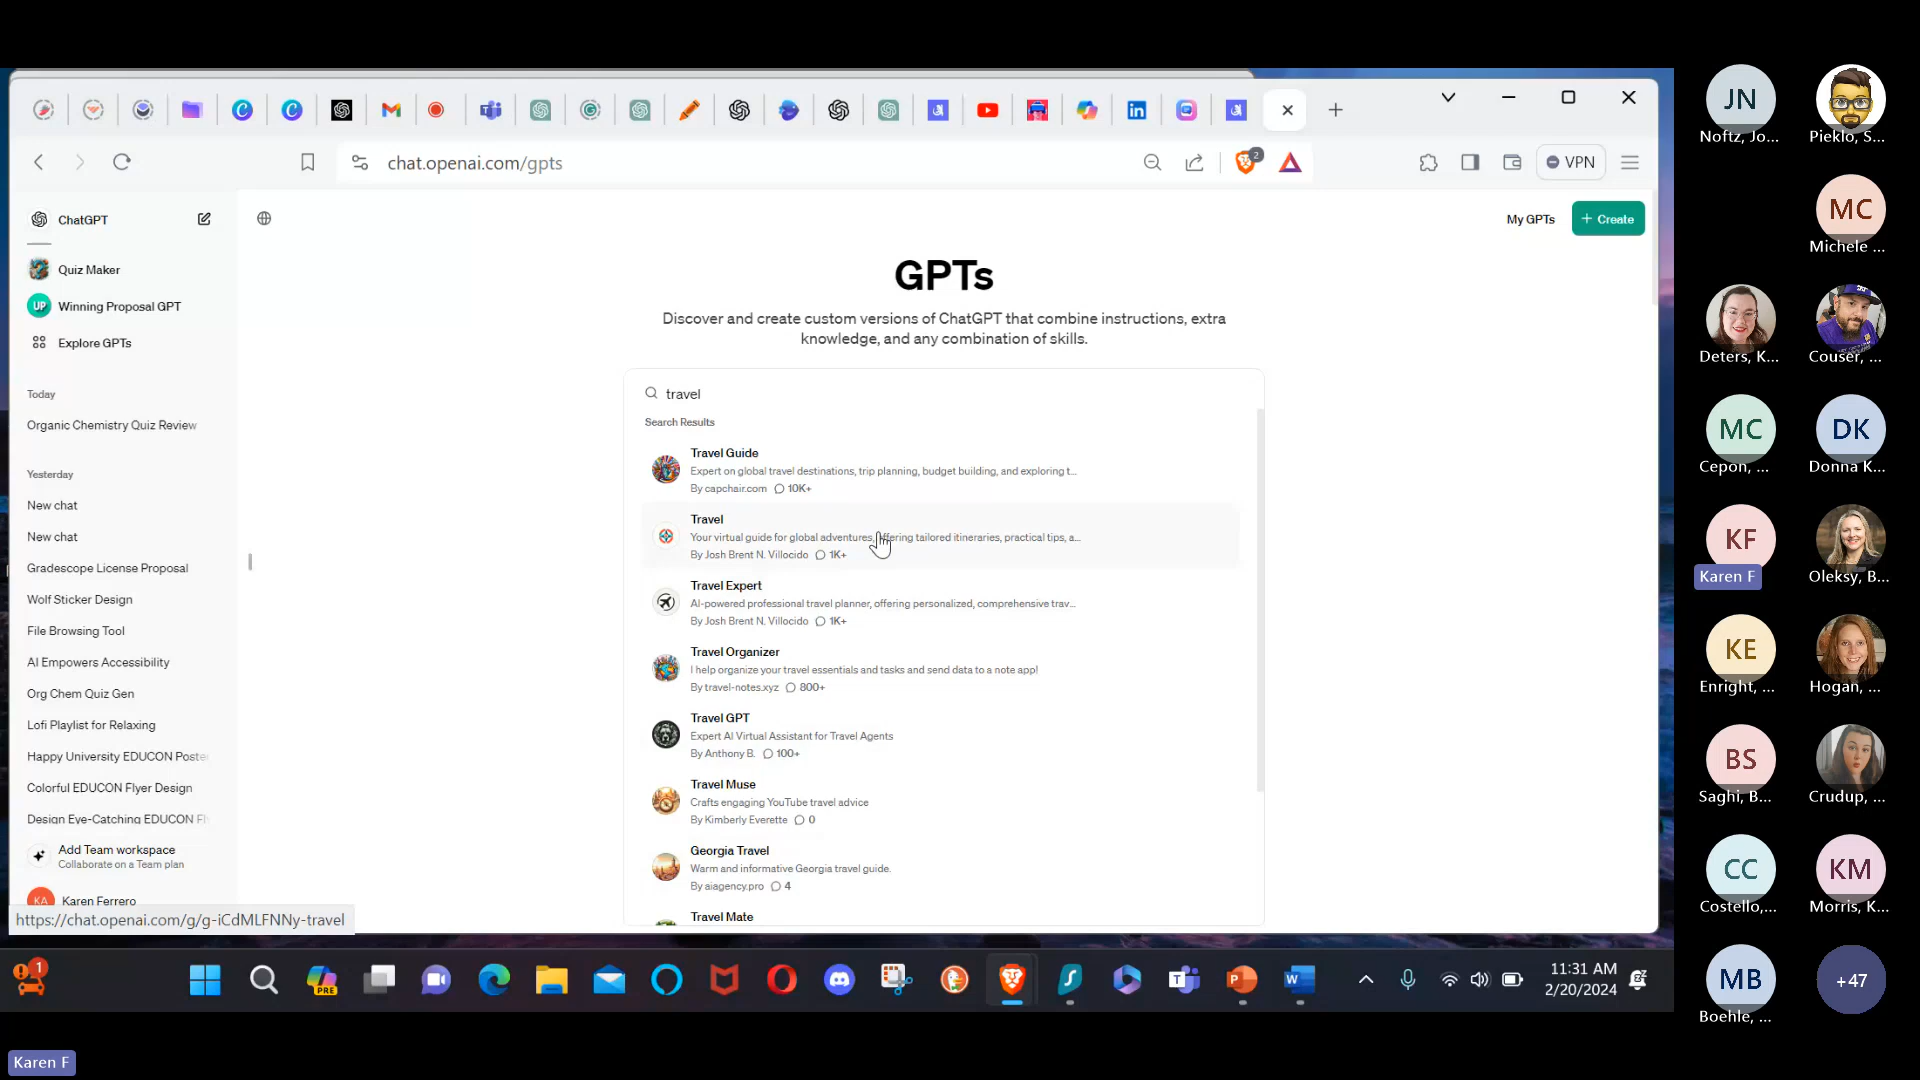 chat.openai.com/gpts
2
VPN
ChatGPT
Quiz Maker
UP
Winning Proposal GPT
Explore GPTs
Today
Organic Chemistry Quiz Review
Yesterday
New chat
New chat
Gradescope License Proposal
Wolf Sticker Design
File Browsing Tool
AI Empowers Accessibility
Org Chem Quiz Gen
Lofi Playlist for Relaxing
Happy University EDUCON Poste
Colorful EDUCON Flyer Design
Design Eye-Catching EDUCON Fl
Add Team workspace
Collaborate on a Team plan
KA
Karen Ferrero
https://chat.openai.com/g/g-iCdMLFNNy-travel
My GPTs
+ Create
GPTs
Discover and create custom versions of ChatGPT that combine instructions, extra
knowledge, and any combination of skills.
travel
Search Results
Travel Guide
Expert on global travel destinations, trip planning, budget building, and exploring t...
By capchair.com 10K+
Travel
Your virtual guide for global adventures, offering tailored itineraries, practical tips, a...
By Josh Brent N. Villocido 1K+
Travel Expert
AI-powered professional travel planner, offering personalized, comprehensive trav...
By Josh Brent N. Villocido 1K+
Travel Organizer
I help organize your travel essentials and tasks and send data to a note app!
By travel-notes.xyz 800+
Travel GPT
Expert AI Virtual Assistant for Travel Agents
By Anthony B. 100+
Travel Muse
Crafts engaging YouTube travel advice
By Kimberly Everette 0
Georgia Travel
Warm and informative Georgia travel guide.
By aiagency.pro 4
Travel Mate
1
PRE
11:31 AM
2/20/2024
Karen F
JN
Noftz, Jo...
Pieklo, S...
MC
Michele ...
Deters, K...
Couser, ...
MC
Cepon, ...
DK
Donna K...
KF
Karen F
Oleksy, B...
KE
Enright, ...
Hogan, ...
BS
Saghi, B...
Crudup, ...
CC
Costello,...
KM
Morris, K...
MB
Boehle, ...
+47